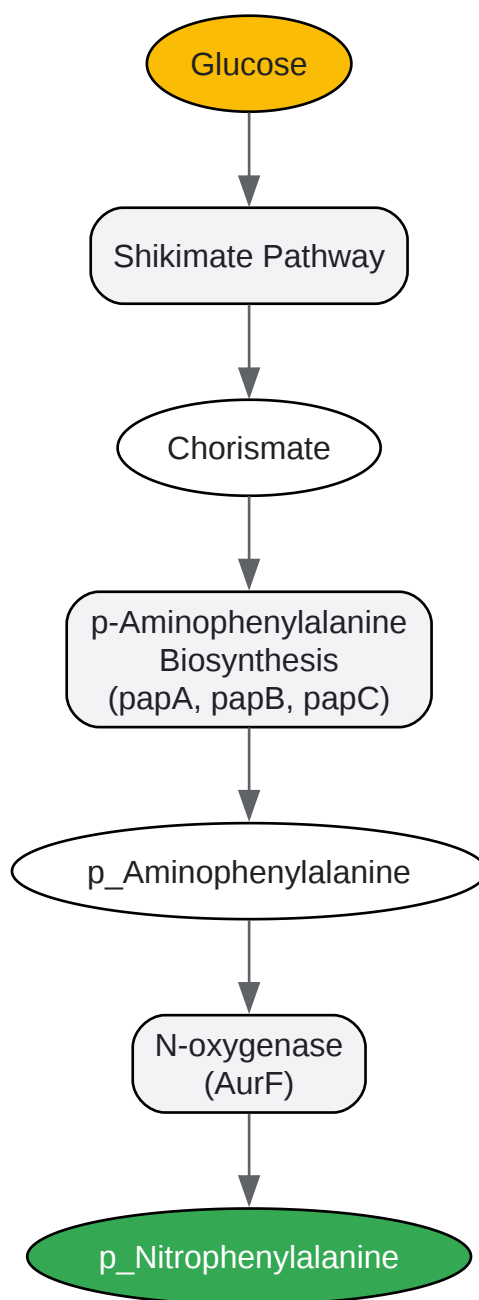 Glucose
Shikimate Pathway
Chorismate
p-Aminophenylalanine
Biosynthesis
(papA, papB, papC)
p_Aminophenylalanine
N-oxygenase
(AurF)
p_Nitrophenylalanine